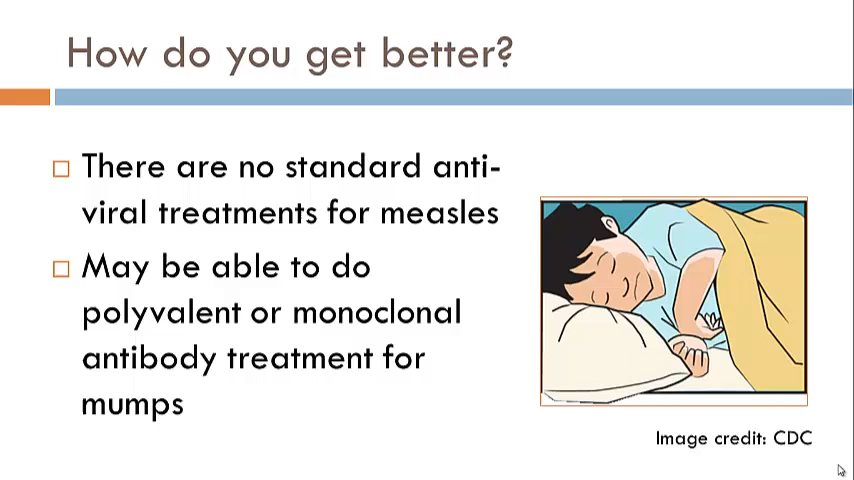 How do you get better?
There are no standard anti-
viral treatments for measles
May be able to do
polyvalent or monoclonal
antibody treatment for
mumps
Image credit: CDC